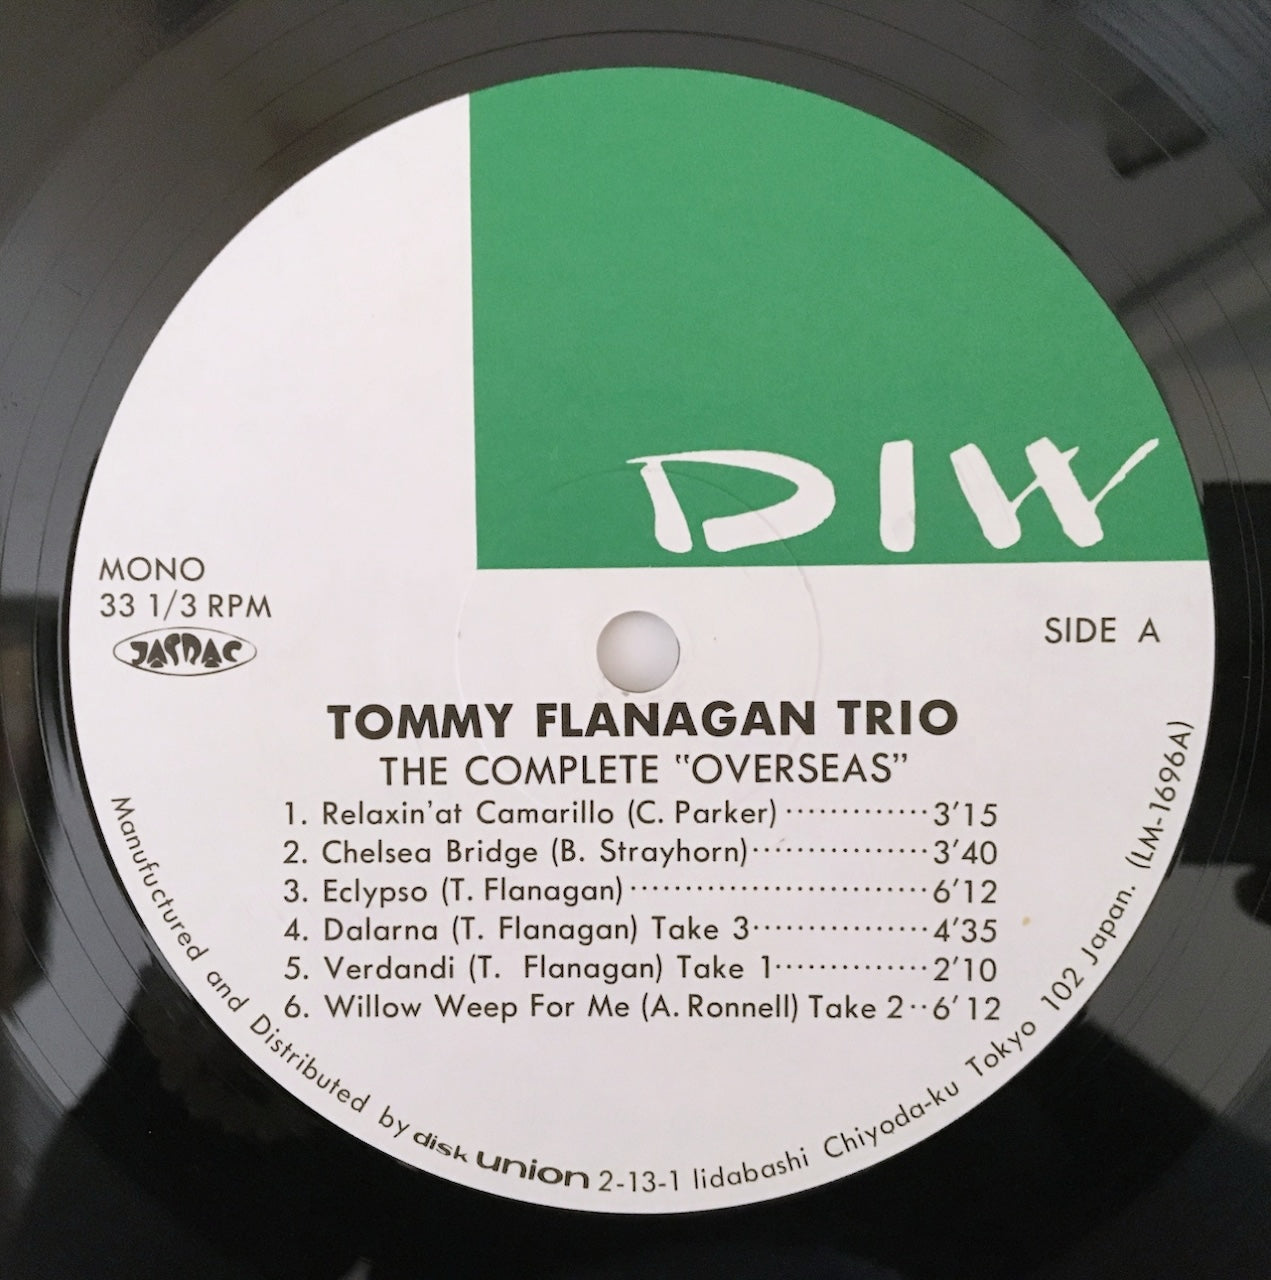 DIW
MONO
33 1/3 RPM
JASRAC
SIDE A
TOMMY FLANAGAN TRIO
THE COMPLETE "OVERSEAS"
1. Relaxin'at Camarillo (C. Parker) ············· 3'15
2. Chelsea Bridge (B. Strayhorn)················ 3'40
3. Eclypso (T. Flanagan) ··························· 6'12
4. Dalarna (T. Flanagan) Take 3················ 4'35
5. Verdandi (T. Flanagan) Take 1·············· 2'10
6. Willow Weep For Me (A. Ronnell) Take 2·· 6'12
Manufuctured and Distributed by disk union 2-13-1 Iidabashi Chiyoda-ku Tokyo 102 Japan. (LM-1696A)